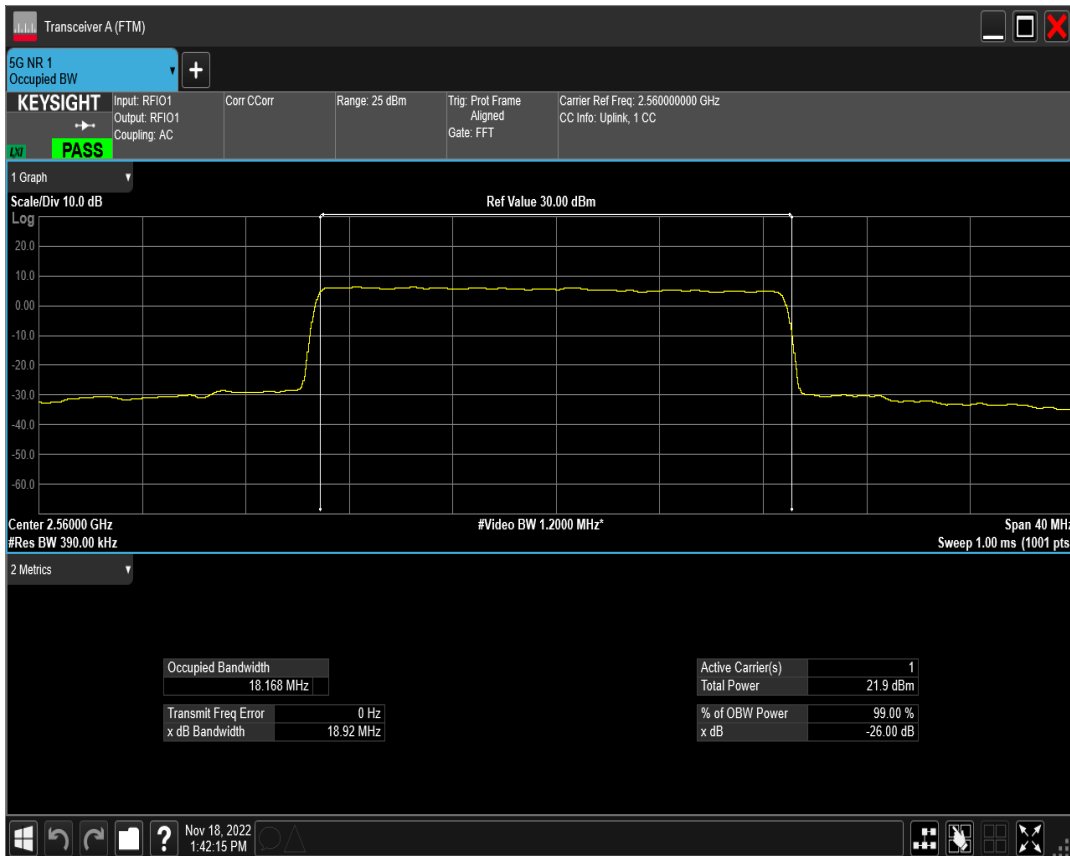 Transceiver A (FTM)
5G NR 1
Occupied BW
+
KEYSIGHT
LXI
PASS
Input: RFIO1
Output: RFIO1
Coupling: AC
Corr CCorr
Range: 25 dBm
Trig: Prot Frame
Aligned
Gate: FFT
Carrier Ref Freq: 2.560000000 GHz
CC Info: Uplink, 1 CC
1 Graph
Scale/Div 10.0 dB
Ref Value 30.00 dBm
Log
20.0
10.0
0.00
-10.0
-20.0
-30.0
-40.0
-50.0
-60.0
Center 2.56000 GHz
#Video BW 1.2000 MHz*
Span 40 MHz
#Res BW 390.00 kHz
Sweep 1.00 ms (1001 pts
2 Metrics
Occupied Bandwidth
18.168 MHz
Transmit Freq Error 0 Hz
x dB Bandwidth 18.92 MHz
Active Carrier(s) 1
Total Power 21.9 dBm
% of OBW Power 99.00 %
x dB -26.00 dB
?
Nov 18, 2022
1:42:15 PM